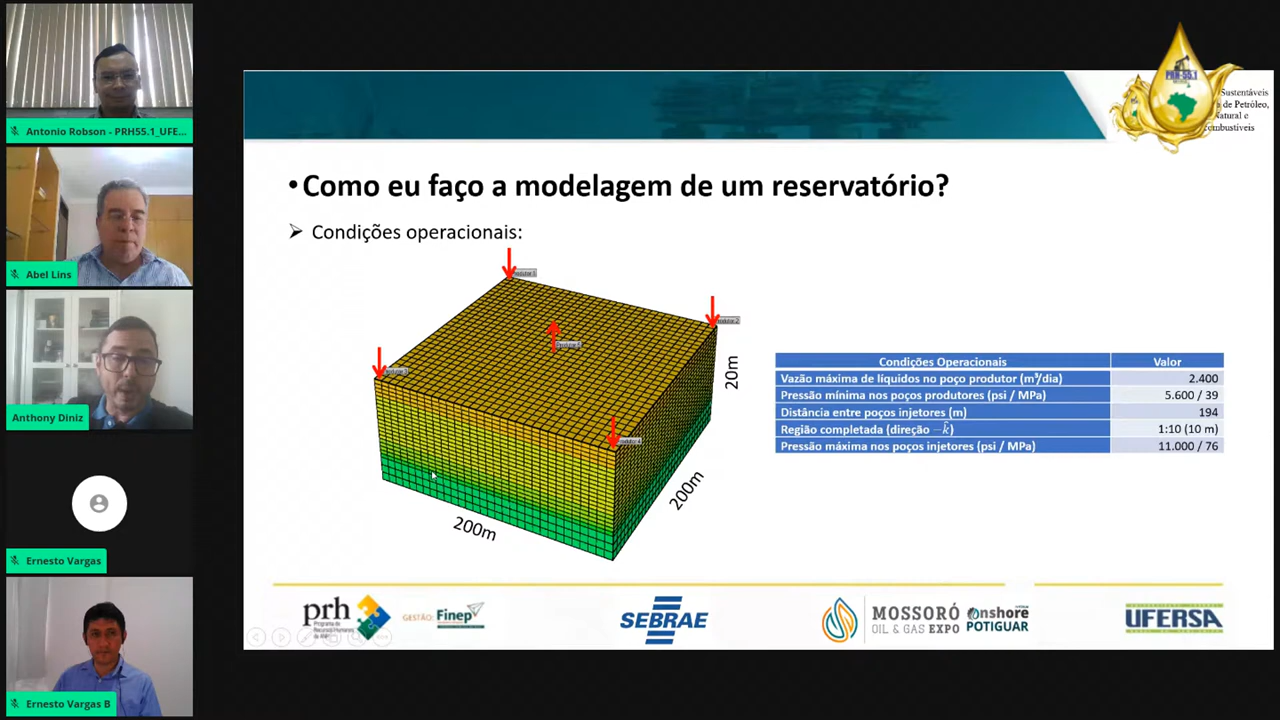 Antonio Robson - PRH55.1_UFE...
Abel Lins
Anthony Diniz
Ernesto Vargas
Ernesto Vargas B
PRH-55.1
Sustentáveis
de Petróleo,
Natural e
•Como eu faço a modelagem de um reservatório?
➢ Condições operacionais:
20m
200m
200m
Condições Operacionais Valor
Vazão máxima de líquidos no poço produtor (m³/dia) 2.400
Pressão mínima nos poços produtores (psi / MPa) 5.600 / 39
Distância entre poços injetores (m) 194
Região completada (direção −k̂) 1:10 (10 m)
Pressão máxima nos poços injetores (psi / MPa) 11.000 / 76
prh
GESTÃO: Finep
SEBRAE
MOSSORÓ
OIL & GAS EXPO
onshore
POTIGUAR
UFERSA